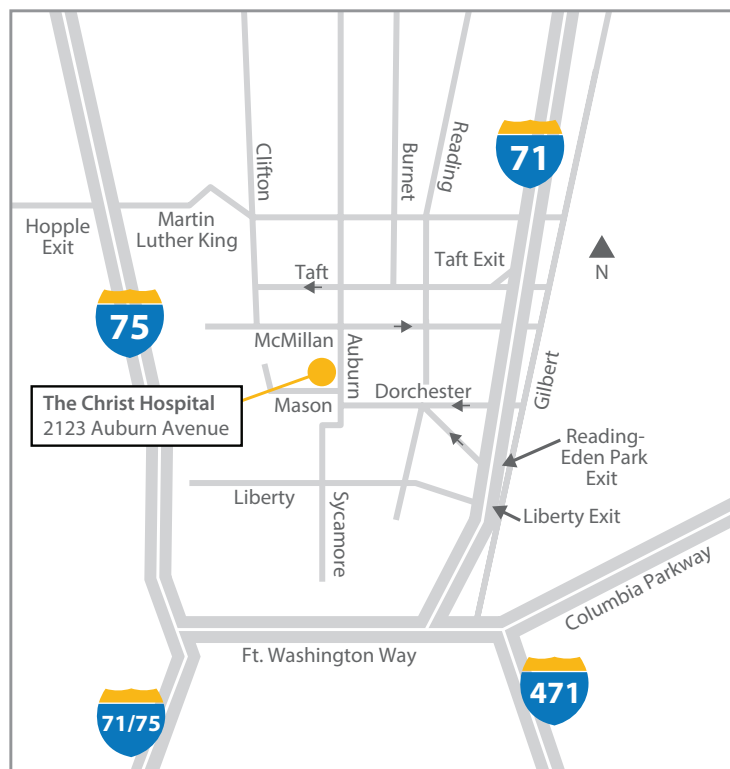 71
Clifton
Burnet
Reading
Hopple
Exit
Martin
Luther King
Taft Exit
Taft
N
75
McMillan
Auburn
Gilbert
The Christ Hospital
2123 Auburn Avenue
Mason
Dorchester
Reading-
Eden Park
Exit
Liberty
Sycamore
Liberty Exit
Columbia Parkway
Ft. Washington Way
471
71/75